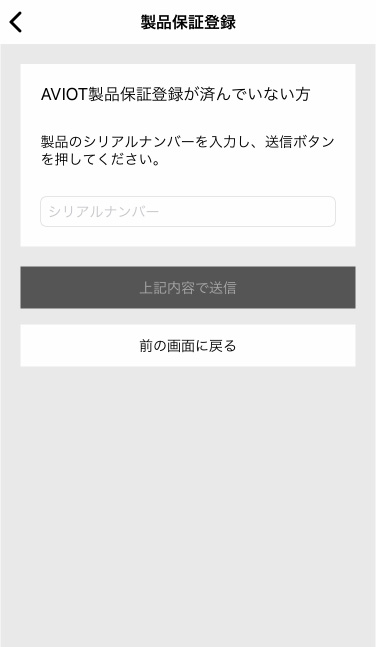 製品保証登録
AVIOT製品保証登録が済んでいない方
製品のシリアルナンバーを入力し、送信ボタン
を押してください。
シリアルナンバー
上記内容で送信
前の画面に戻る